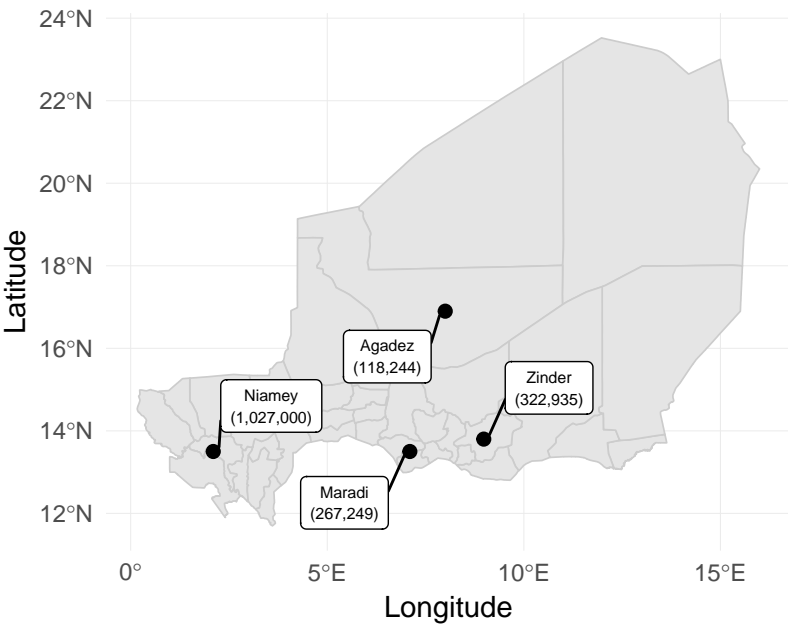 24°N
22°N
20°N
18°N
16°N
14°N
12°N
Latitude
Agadez
(118,244)
Zinder
(322,935)
Niamey
(1,027,000)
Maradi
(267,249)
0° 5°E 10°E 15°E
Longitude